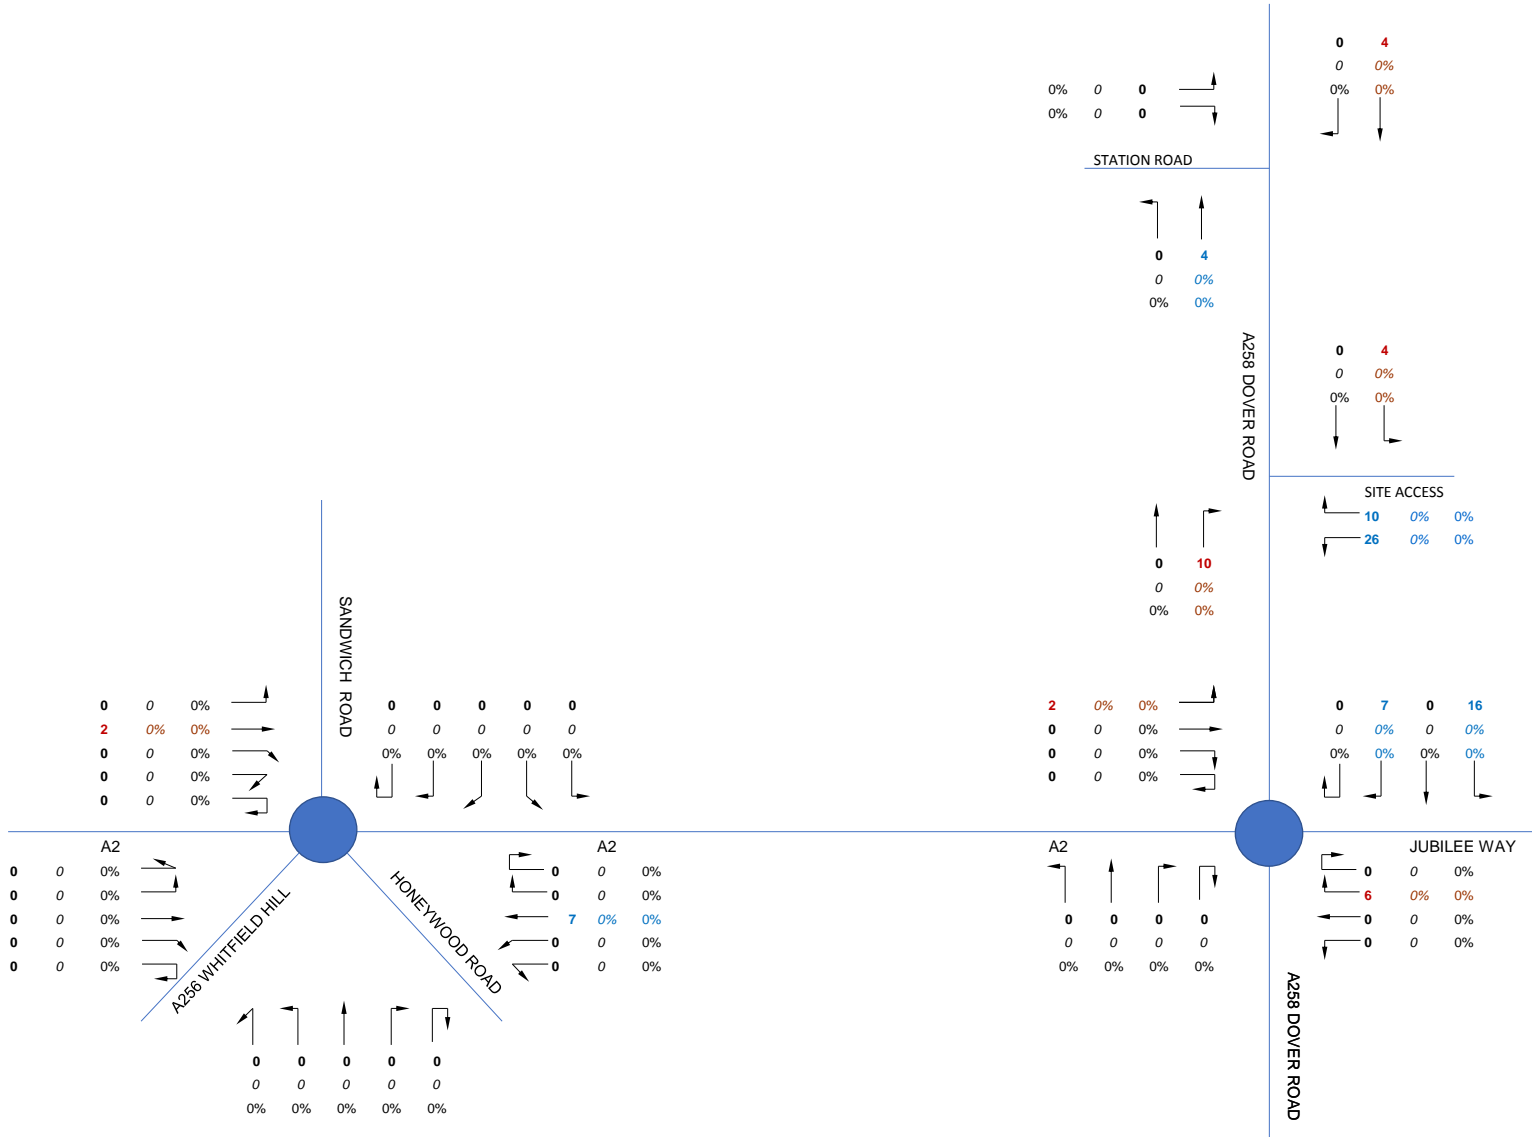 0 4
0 0%
0% 0%
0% 0 0
0% 0 0
STATION ROAD
0 4
0 0%
0% 0%
A258 DOVER ROAD
0 4
0 0%
0% 0%
SITE ACCESS
10 0% 0%
26 0% 0%
0 10
0 0%
0% 0%
SANDWICH ROAD
0 0 0%
2 0% 0%
0 0 0%
0 0 0%
0 0 0%
0 0 0 0 0
0 0 0 0 0
0% 0% 0% 0% 0%
2 0% 0%
0 0 0%
0 0 0%
0 0 0%
0 7 0 16
0 0% 0 0%
0% 0% 0% 0%
A2
A2
A2
JUBILEE WAY
0 0 0%
0 0 0%
0 0 0%
0 0 0%
0 0 0%
A256 WHITFIELD HILL
HONEYWOOD ROAD
0 0 0%
0 0 0%
7 0% 0%
0 0 0%
0 0 0%
0 0 0 0
0 0 0 0
0% 0% 0% 0%
0 0 0%
6 0% 0%
0 0 0%
0 0 0%
A258 DOVER ROAD
0 0 0 0 0
0 0 0 0 0
0% 0% 0% 0% 0%